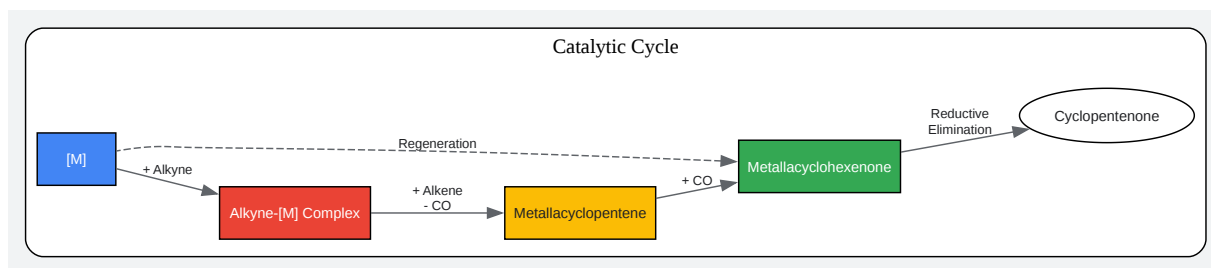 Catalytic Cycle
[M]
+ Alkyne
Alkyne-[M] Complex
+ Alkene
- CO
Metallacyclopentene
+ CO
Regeneration
Metallacyclohexenone
Reductive
Elimination
Cyclopentenone